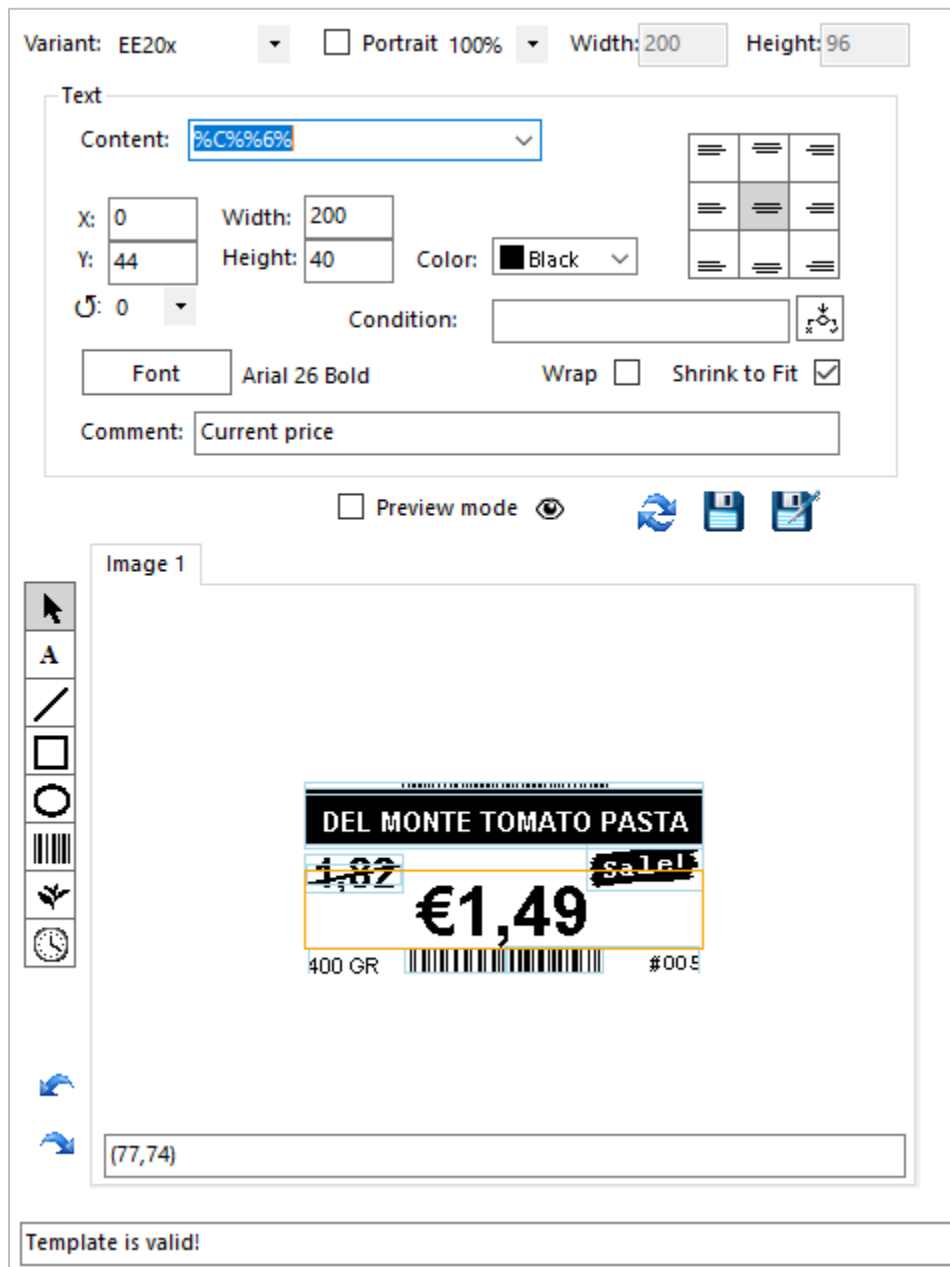 Variant: EE20x Portrait 100% Width: 200 Height: 96
Text
Content: %C%%6%
X: 0 Width: 200
Y: 44 Height: 40 Color: Black
: 0 Condition:
Font Arial 26 Bold Wrap Shrink to Fit
Comment: Current price
Preview mode
Image 1
A
DEL MONTE TOMATO PASTA
1,82 Sale!
€1,49
400 GR #005
(77,74)
Template is valid!